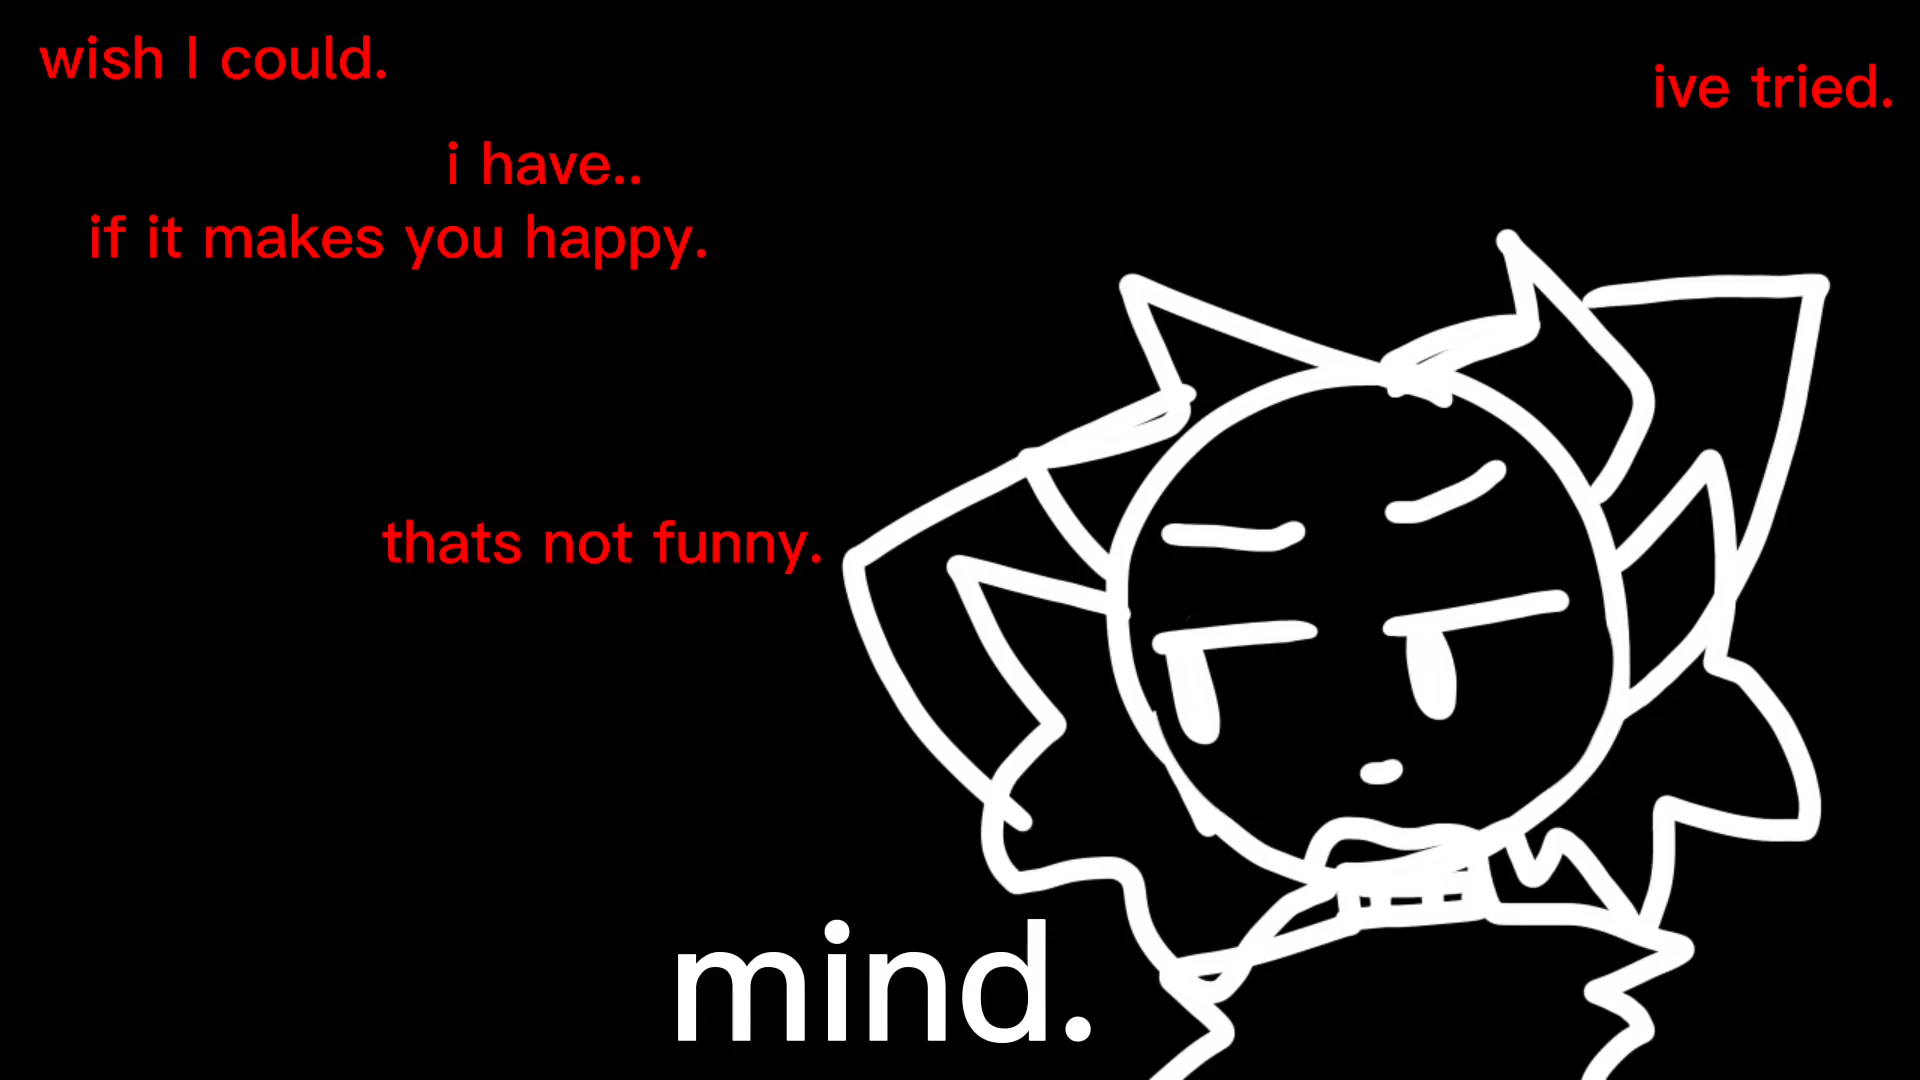 wish I could.
ive tried.
i have..
if it makes you happy.
thats not funny.
mind.